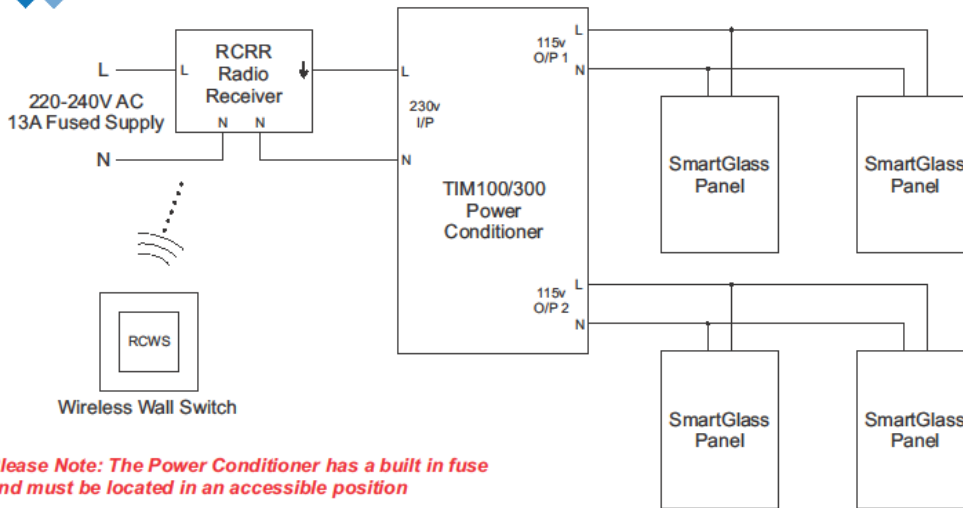 L
220-240V AC
13A Fused Supply
N
L
RCRR
Radio
Receiver
N N
L
230v
I/P
N
TIM100/300
Power
Conditioner
115v
O/P 1
L
N
SmartGlass
Panel
SmartGlass
Panel
115v
O/P 2
L
N
SmartGlass
Panel
SmartGlass
Panel
RCWS
Wireless Wall Switch
lease Note: The Power Conditioner has a built in fuse
nd must be located in an accessible position